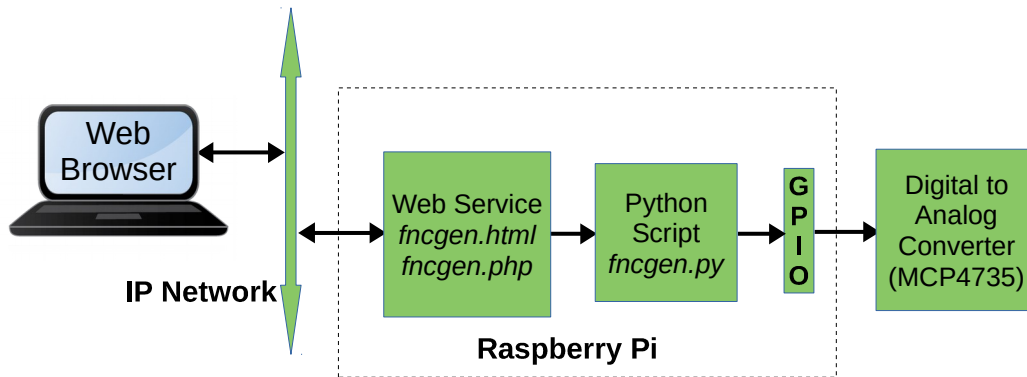 Web
Browser
IP Network
Web Service
fncgen.html
fncgen.php
Python
Script
fncgen.py
G
P
I
O
Digital to
Analog
Converter
(MCP4735)
Raspberry Pi